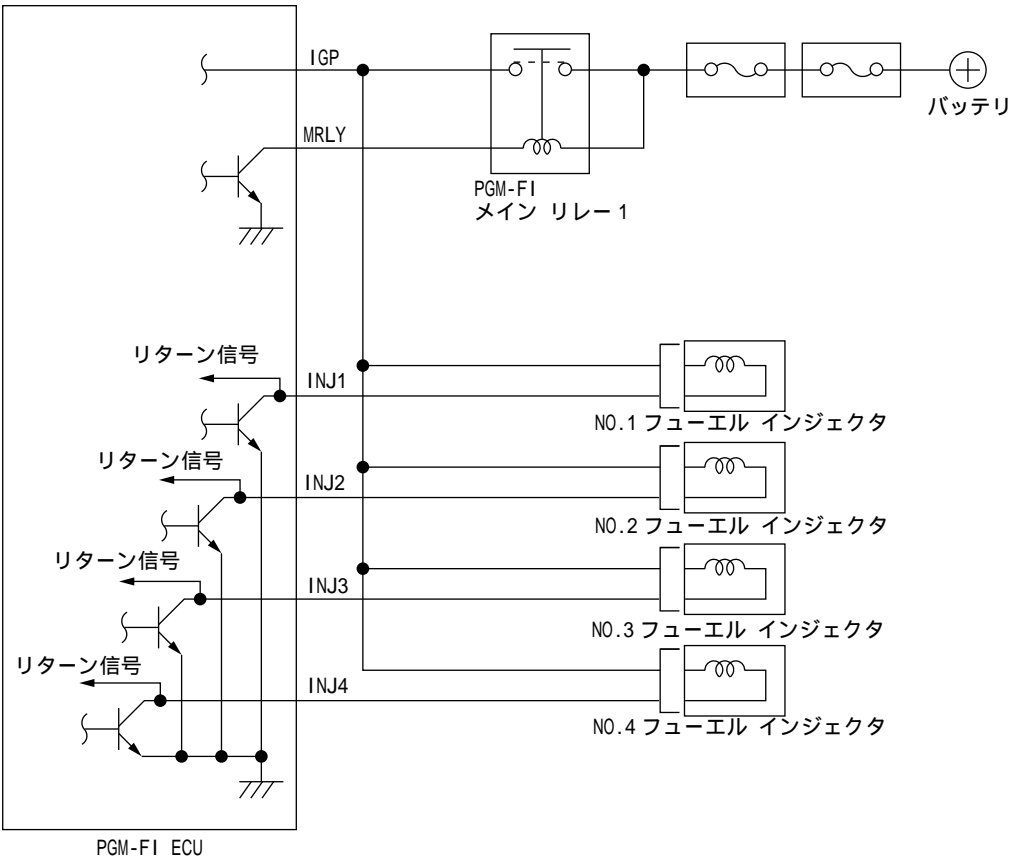 IGP
バッテリ
MRLY
PGM-FI
メイン リレー1
リターン信号
INJ1
NO.1 フューエル インジェクタ
リターン信号
INJ2
NO.2 フューエル インジェクタ
リターン信号
INJ3
NO.3 フューエル インジェクタ
リターン信号
INJ4
NO.4 フューエル インジェクタ
PGM-FI ECU